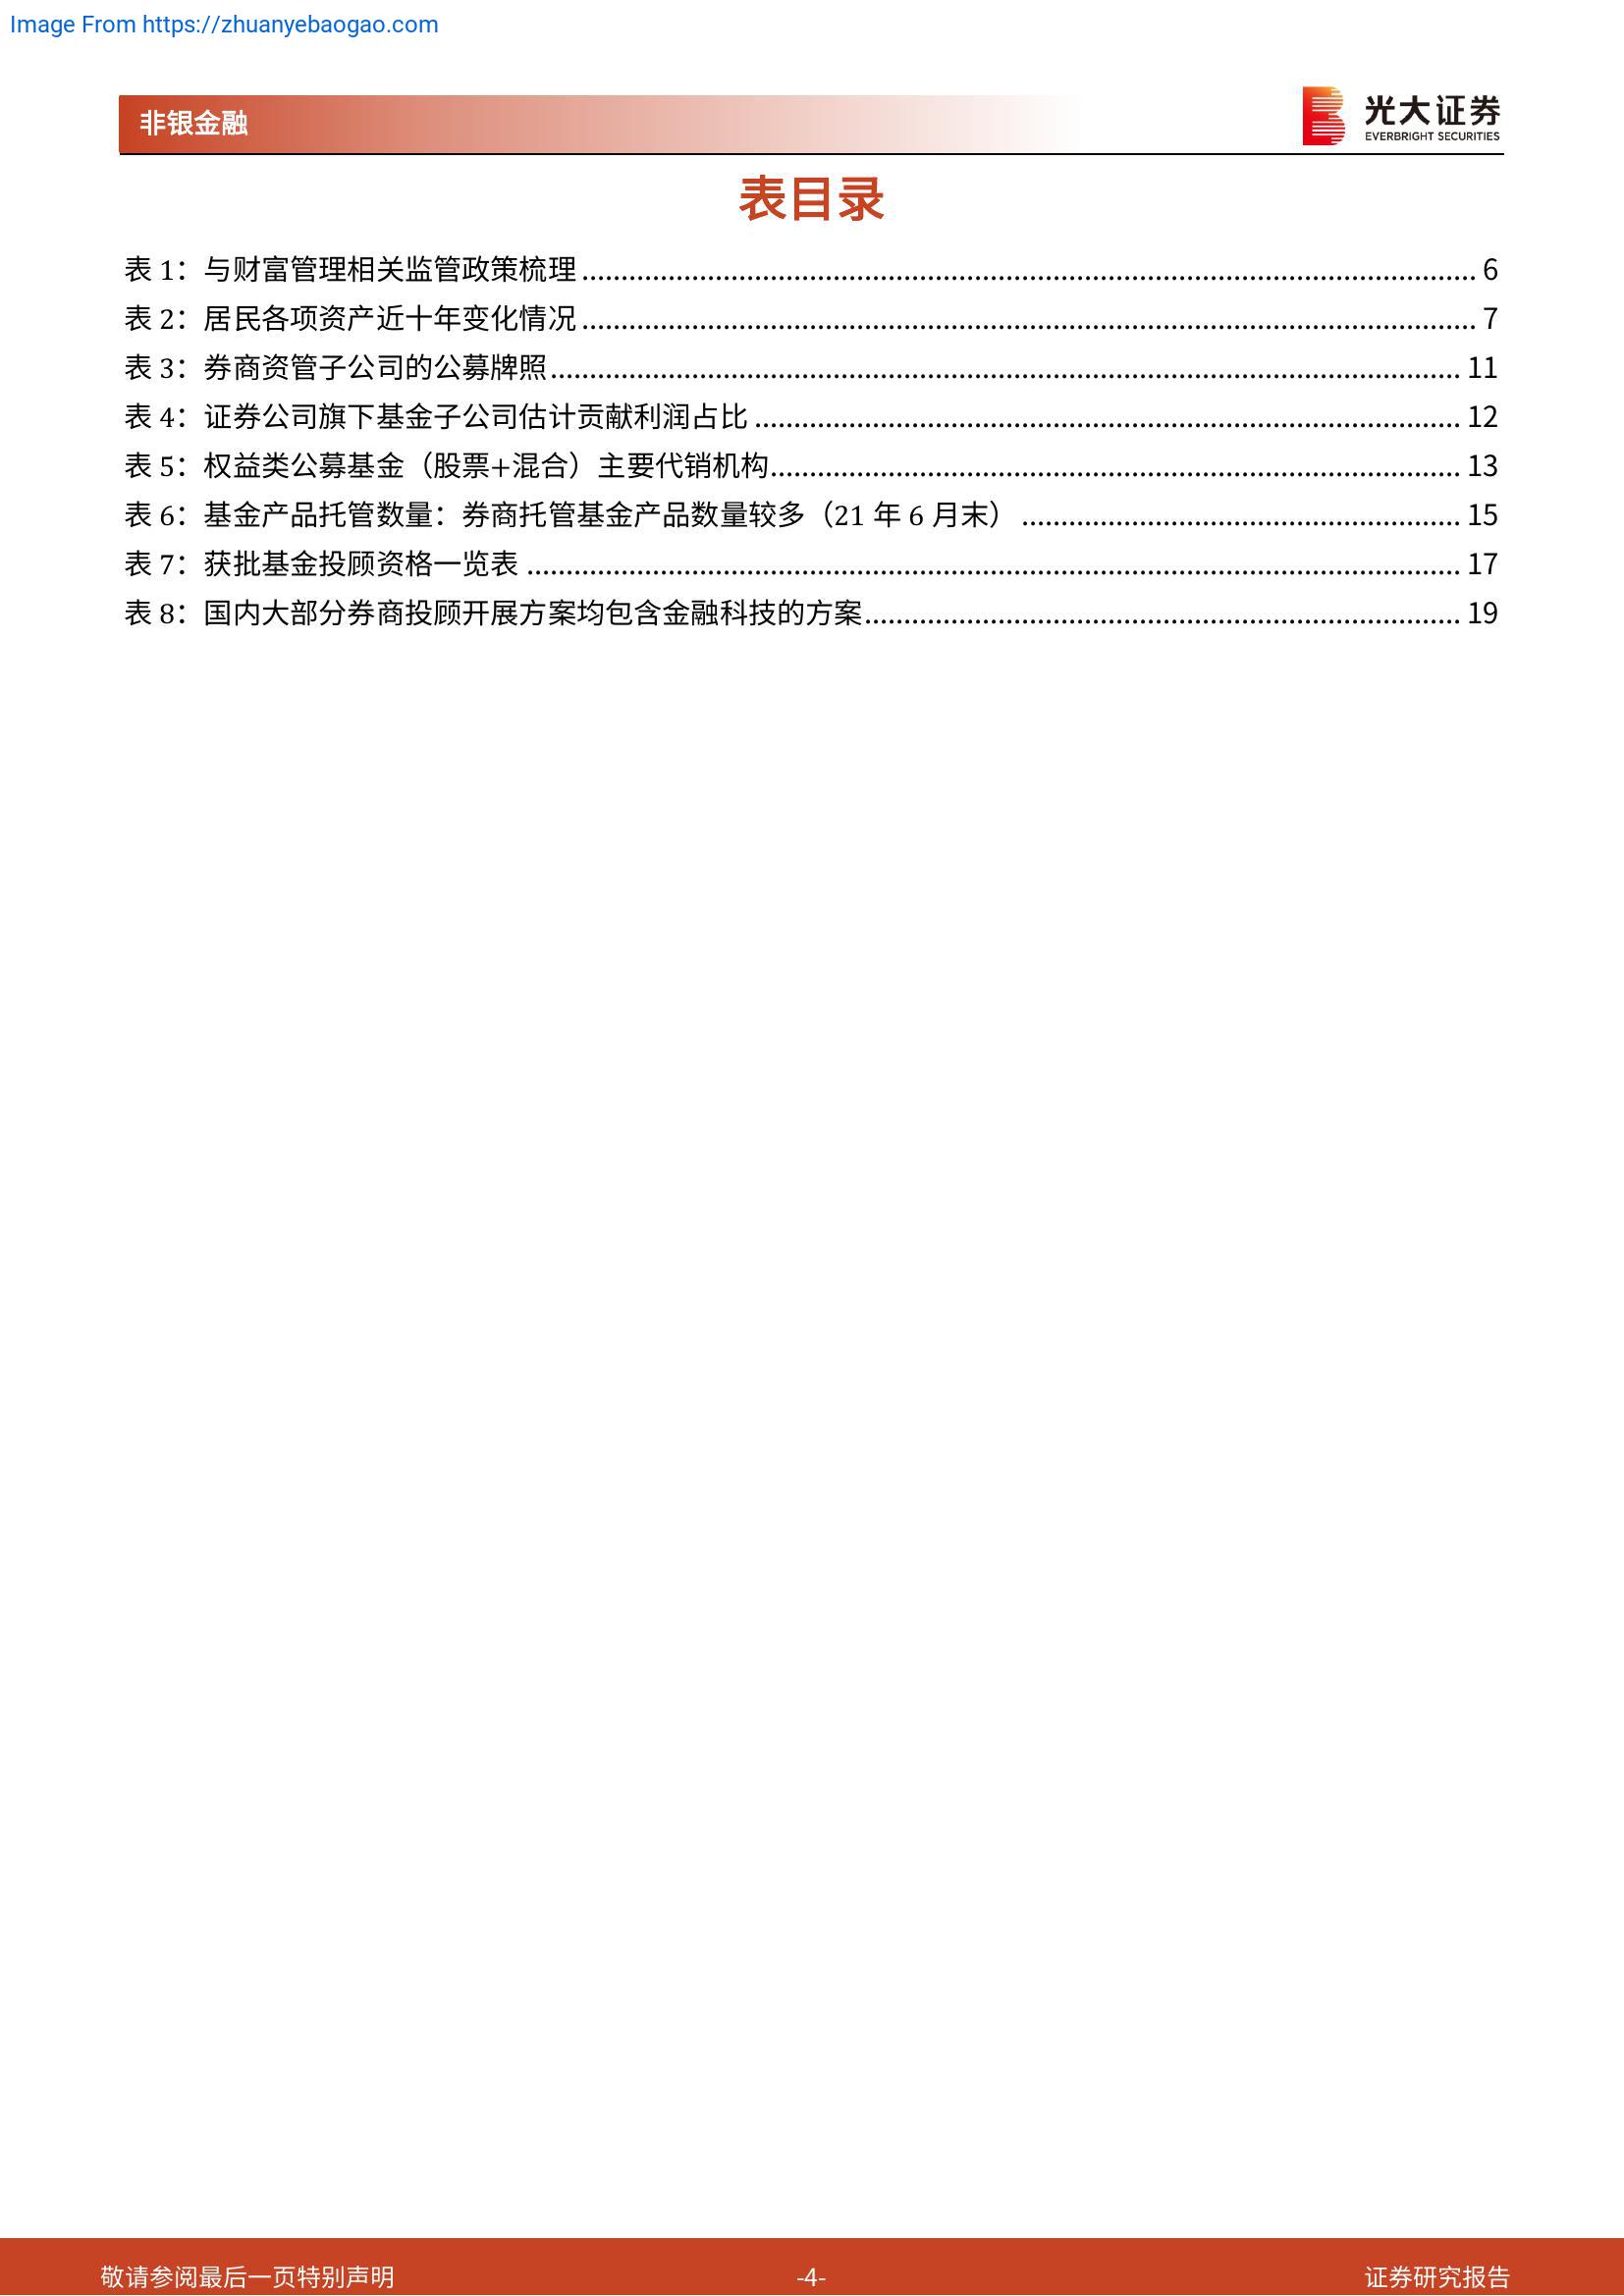 Image From https://zhuanyebaogao.com
非银金融
光大证券
EVERBRIGHT SECURITIES
表目录
表 1：与财富管理相关监管政策梳理 6
表 2：居民各项资产近十年变化情况 7
表 3：券商资管子公司的公募牌照 11
表 4：证券公司旗下基金子公司估计贡献利润占比 12
表 5：权益类公募基金（股票+混合）主要代销机构 13
表 6：基金产品托管数量：券商托管基金产品数量较多（21 年 6 月末） 15
表 7：获批基金投顾资格一览表 17
表 8：国内大部分券商投顾开展方案均包含金融科技的方案 19
敬请参阅最后一页特别声明
-4-
证券研究报告